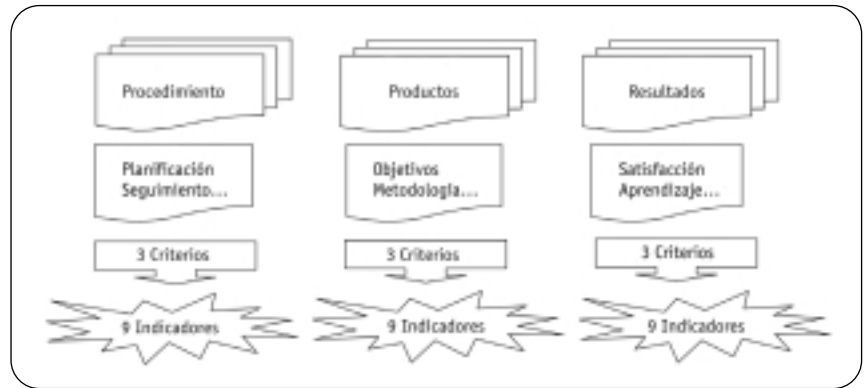 Procedimiento
Productos
Resultados
Planificación
Seguimiento...
Objetivos
Metodología...
Satisfacción
Aprendizaje...
3 Criterios
3 Criterios
3 Criterios
9 Indicadores
9 Indicadores
9 Indicadores